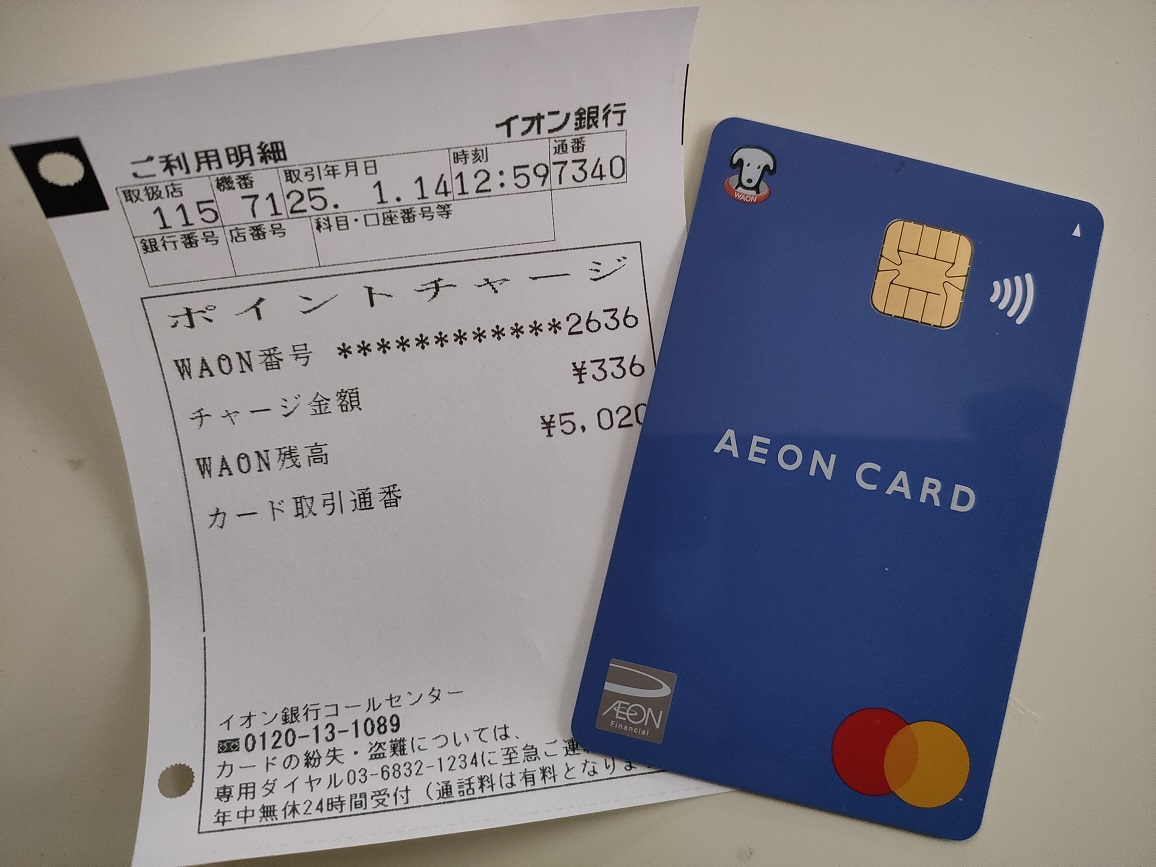 イオン銀行
ご利用明細
取扱店 機番 取引年月日 時刻 通番
115 71 25. 1.14 12:59 7340
銀行番号 店番号 科目・口座番号等
ポイントチャージ
WAON番号 ************2636
チャージ金額 ¥336
WAON残高 ¥5,020
カード取引通番
イオン銀行コールセンター
0120-13-1089
カードの紛失・盗難については、
専用ダイヤル03-6832-1234に至急ご連
年中無休24時間受付（通話料は有料となりま
WAON
AEON CARD
AEON
Financial